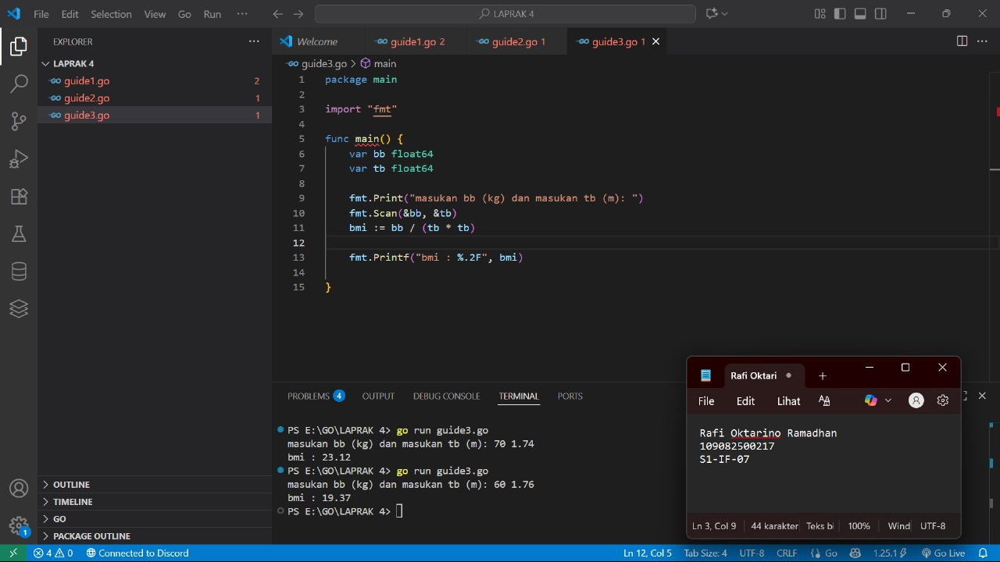 File Edit Selection View Go Run ··· LAPRAK 4
EXPLORER ···
LAPRAK 4
guide1.go 2
guide2.go 1
guide3.go 1
OUTLINE
TIMELINE
GO
PACKAGE OUTLINE
Welcome guide1.go 2 guide2.go 1 guide3.go 1
guide3.go > main
1 package main
2
3 import "fmt"
4
5 func main() {
6 var bb float64
7 var tb float64
8
9 fmt.Print("masukan bb (kg) dan masukan tb (m): ")
10 fmt.Scan(&bb, &tb)
11 bmi := bb / (tb * tb)
12
13 fmt.Printf("bmi : %.2F", bmi)
14
15 }
PROBLEMS 4 OUTPUT DEBUG CONSOLE TERMINAL PORTS
PS E:\GO\LAPRAK 4> go run guide3.go
masukan bb (kg) dan masukan tb (m): 70 1.74
bmi : 23.12
PS E:\GO\LAPRAK 4> go run guide3.go
masukan bb (kg) dan masukan tb (m): 60 1.76
bmi : 19.37
PS E:\GO\LAPRAK 4>
Rafi Oktari
File Edit Lihat
Rafi Oktarino Ramadhan
109082500217
S1-IF-07
Ln 3, Col 9 44 karakter Teks bi 100% Wind UTF-8
1
4 0 Connected to Discord Ln 12, Col 5 Tab Size: 4 UTF-8 CRLF Go 1.25.1 Go Live